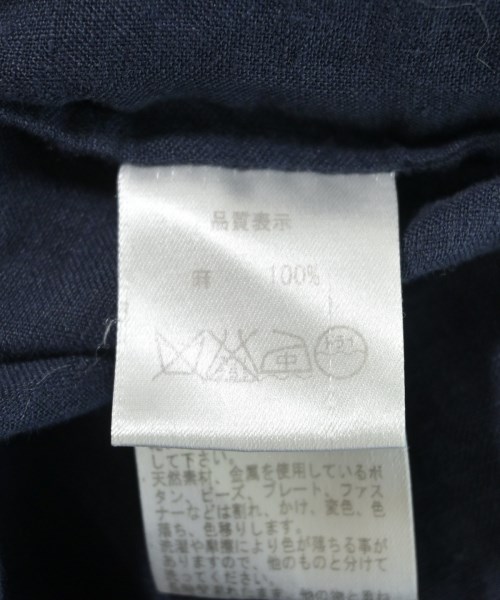 品質表示
麻 100%
中
して下さい。
天然素材、金属を使用しているボ
タン、ビーズ、プレート、ファス
ナーなどは割れ、かけ、変色、色
落ち、色移りします。
洗濯や摩擦により色が落ちる事が
ありますので、他のものと分けて
洗ってください。